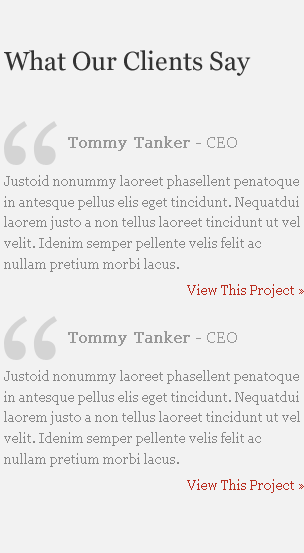 What Our Clients Say
Tommy Tanker - CEO
Justoid nonummy laoreet phasellent penatoque
in antesque pellus elis eget tincidunt. Nequatdui
laorem justo a non tellus laoreet tincidunt ut vel
velit. Idenim semper pellente velis felit ac
nullam pretium morbi lacus.
View This Project »
Tommy Tanker - CEO
Justoid nonummy laoreet phasellent penatoque
in antesque pellus elis eget tincidunt. Nequatdui
laorem justo a non tellus laoreet tincidunt ut vel
velit. Idenim semper pellente velis felit ac
nullam pretium morbi lacus.
View This Project »